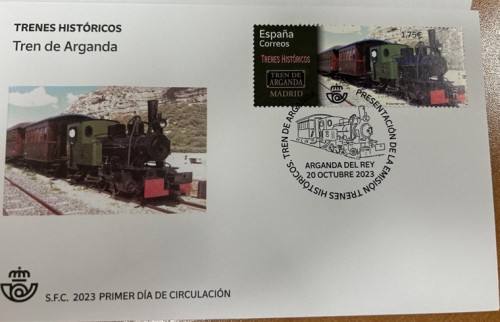 TRENES HISTÓRICOS
Tren de Arganda
España
Correos
1,75€
TRENES HISTÓRICOS
TREN DE
ARGANDA
MADRID
PRESENTACIÓN DE LA EMISIÓN TRENES HISTÓRICOS. TREN DE ARG
ARGANDA DEL REY
20 OCTUBRE 2023
S.F.C. 2023 PRIMER DÍA DE CIRCULACIÓN